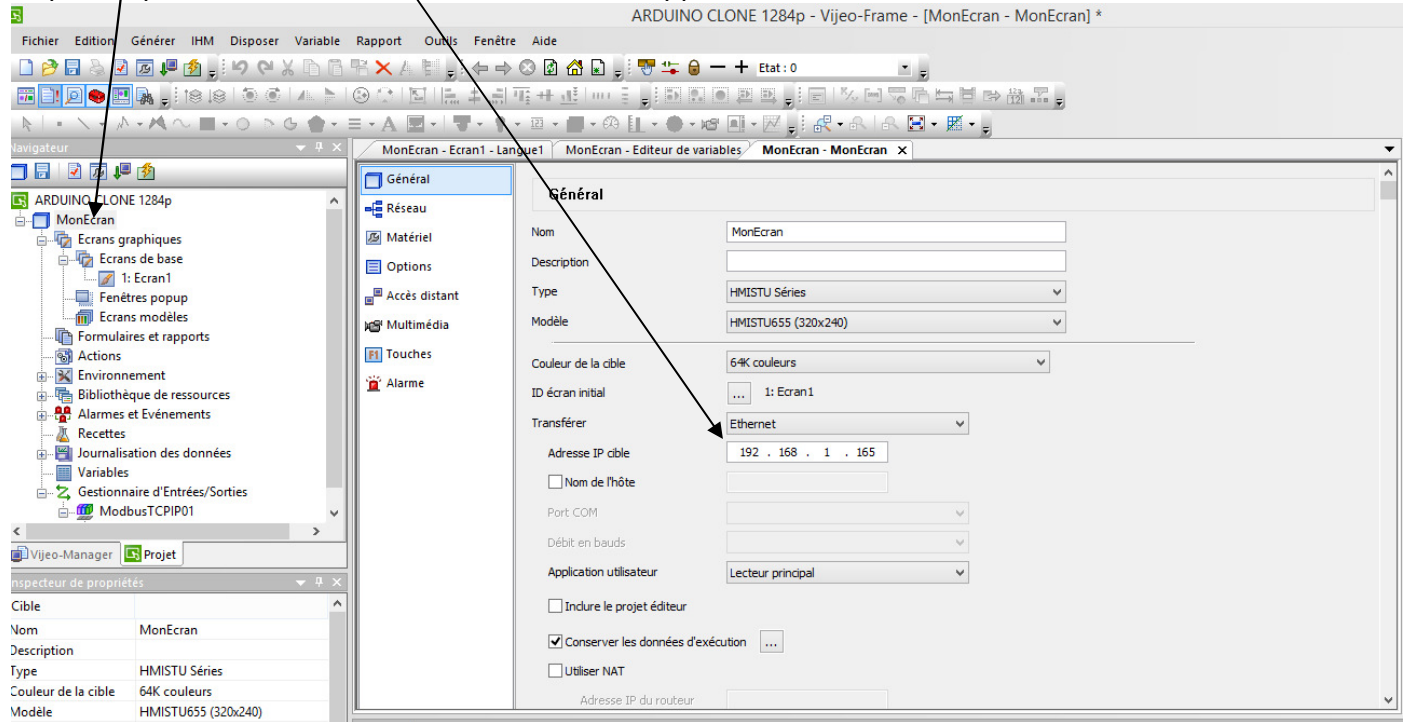 ARDUINO CLONE 1284p - Vijeo-Frame - [MonEcran - MonEcran] *
Fichier Edition Générer IHM Disposer Variable Rapport Outils Fenêtre Aide
Etat : 0
Navigateur
ARDUINO CLONE 1284p
MonEcran
Ecrans graphiques
Ecrans de base
1: Ecran1
Fenêtres popup
Ecrans modèles
Formulaires et rapports
Actions
Environnement
Bibliothèque de ressources
Alarmes et Evénements
Recettes
Journalisation des données
Variables
Gestionnaire d'Entrées/Sorties
ModbusTCPIP01
Vijeo-Manager Projet
Inspecteur de propriétés
Cible
Nom MonEcran
Description
Type HMISTU Séries
Couleur de la cible 64K couleurs
Modèle HMISTU655 (320x240)
MonEcran - Ecran1 - Langue1 MonEcran - Editeur de variables MonEcran - MonEcran X
Général
Réseau
Matériel
Options
Accès distant
Multimédia
F1 Touches
Alarme
Général
Nom MonEcran
Description
Type HMISTU Séries
Modèle HMISTU655 (320x240)
Couleur de la cible 64K couleurs
ID écran initial ... 1: Ecran1
Transférer Ethernet
Adresse IP cible 192 . 168 . 1 . 165
Nom de l'hôte
Port COM
Débit en bauds
Application utilisateur Lecteur principal
Inclure le projet éditeur
Conserver les données d'exécution ...
Utiliser NAT
Adresse IP du routeur